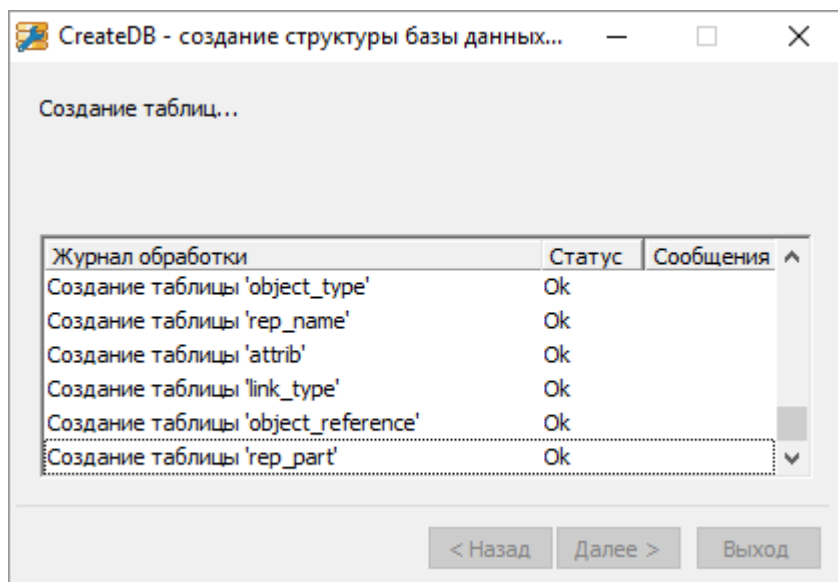 CreateDB - создание структуры базы данных...
Создание таблиц...
Журнал обработки Статус Сообщения
Создание таблицы 'object_type' Ok
Создание таблицы 'rep_name' Ok
Создание таблицы 'attrib' Ok
Создание таблицы 'link_type' Ok
Создание таблицы 'object_reference' Ok
Создание таблицы 'rep_part' Ok
< Назад Далее > Выход